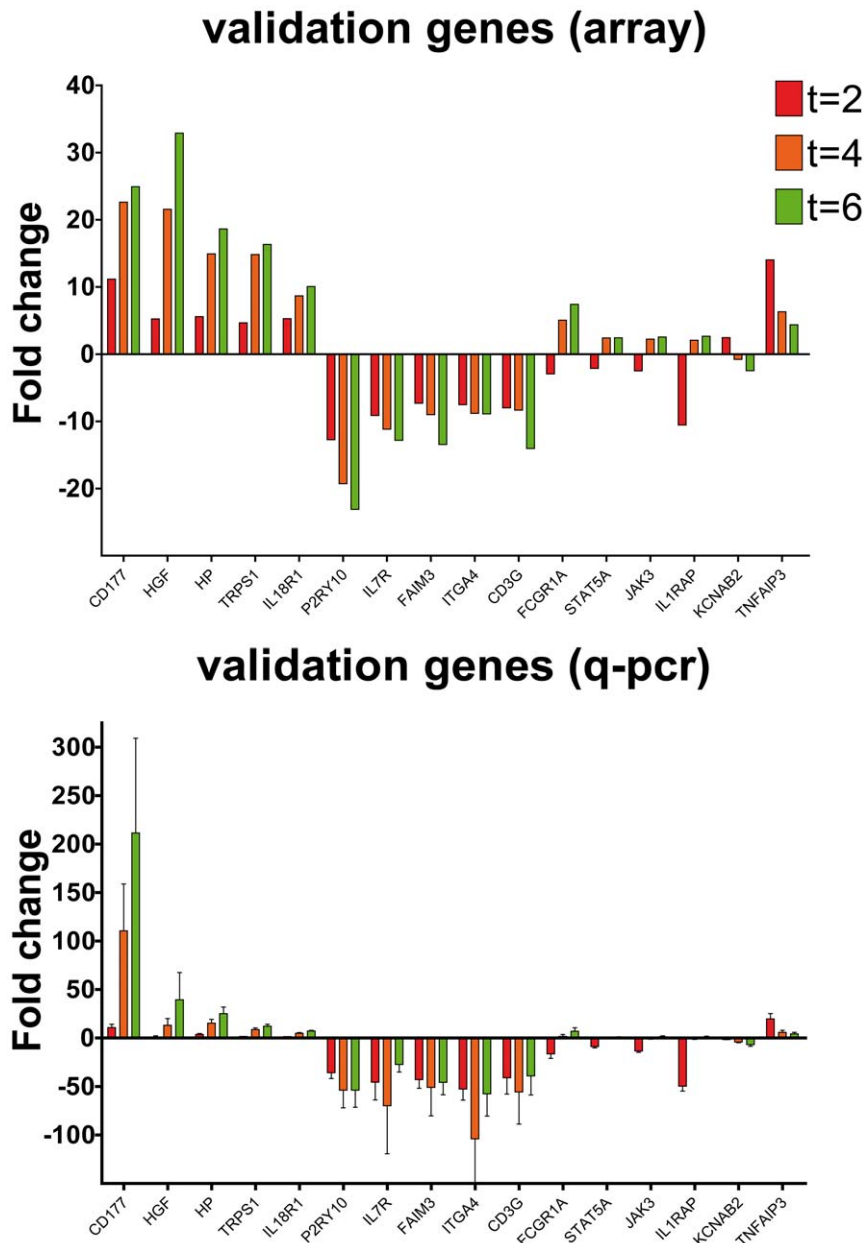 validation genes (array)
t=2
t=4
t=6
Fold change
40
30
20
10
0
-10
-20
CD177
HGF
HP
TRPS1
IL18R1
P2RY10
IL7R
FAIM3
ITGA4
CD3G
FCGR1A
STAT5A
JAK3
IL1RAP
KCNAB2
TNFAIP3
validation genes (q-pcr)
Fold change
300
250
200
150
100
50
0
-50
-100
CD177
HGF
HP
TRPS1
IL18R1
P2RY10
IL7R
FAIM3
ITGA4
CD3G
FCGR1A
STAT5A
JAK3
IL1RAP
KCNAB2
TNFAIP3